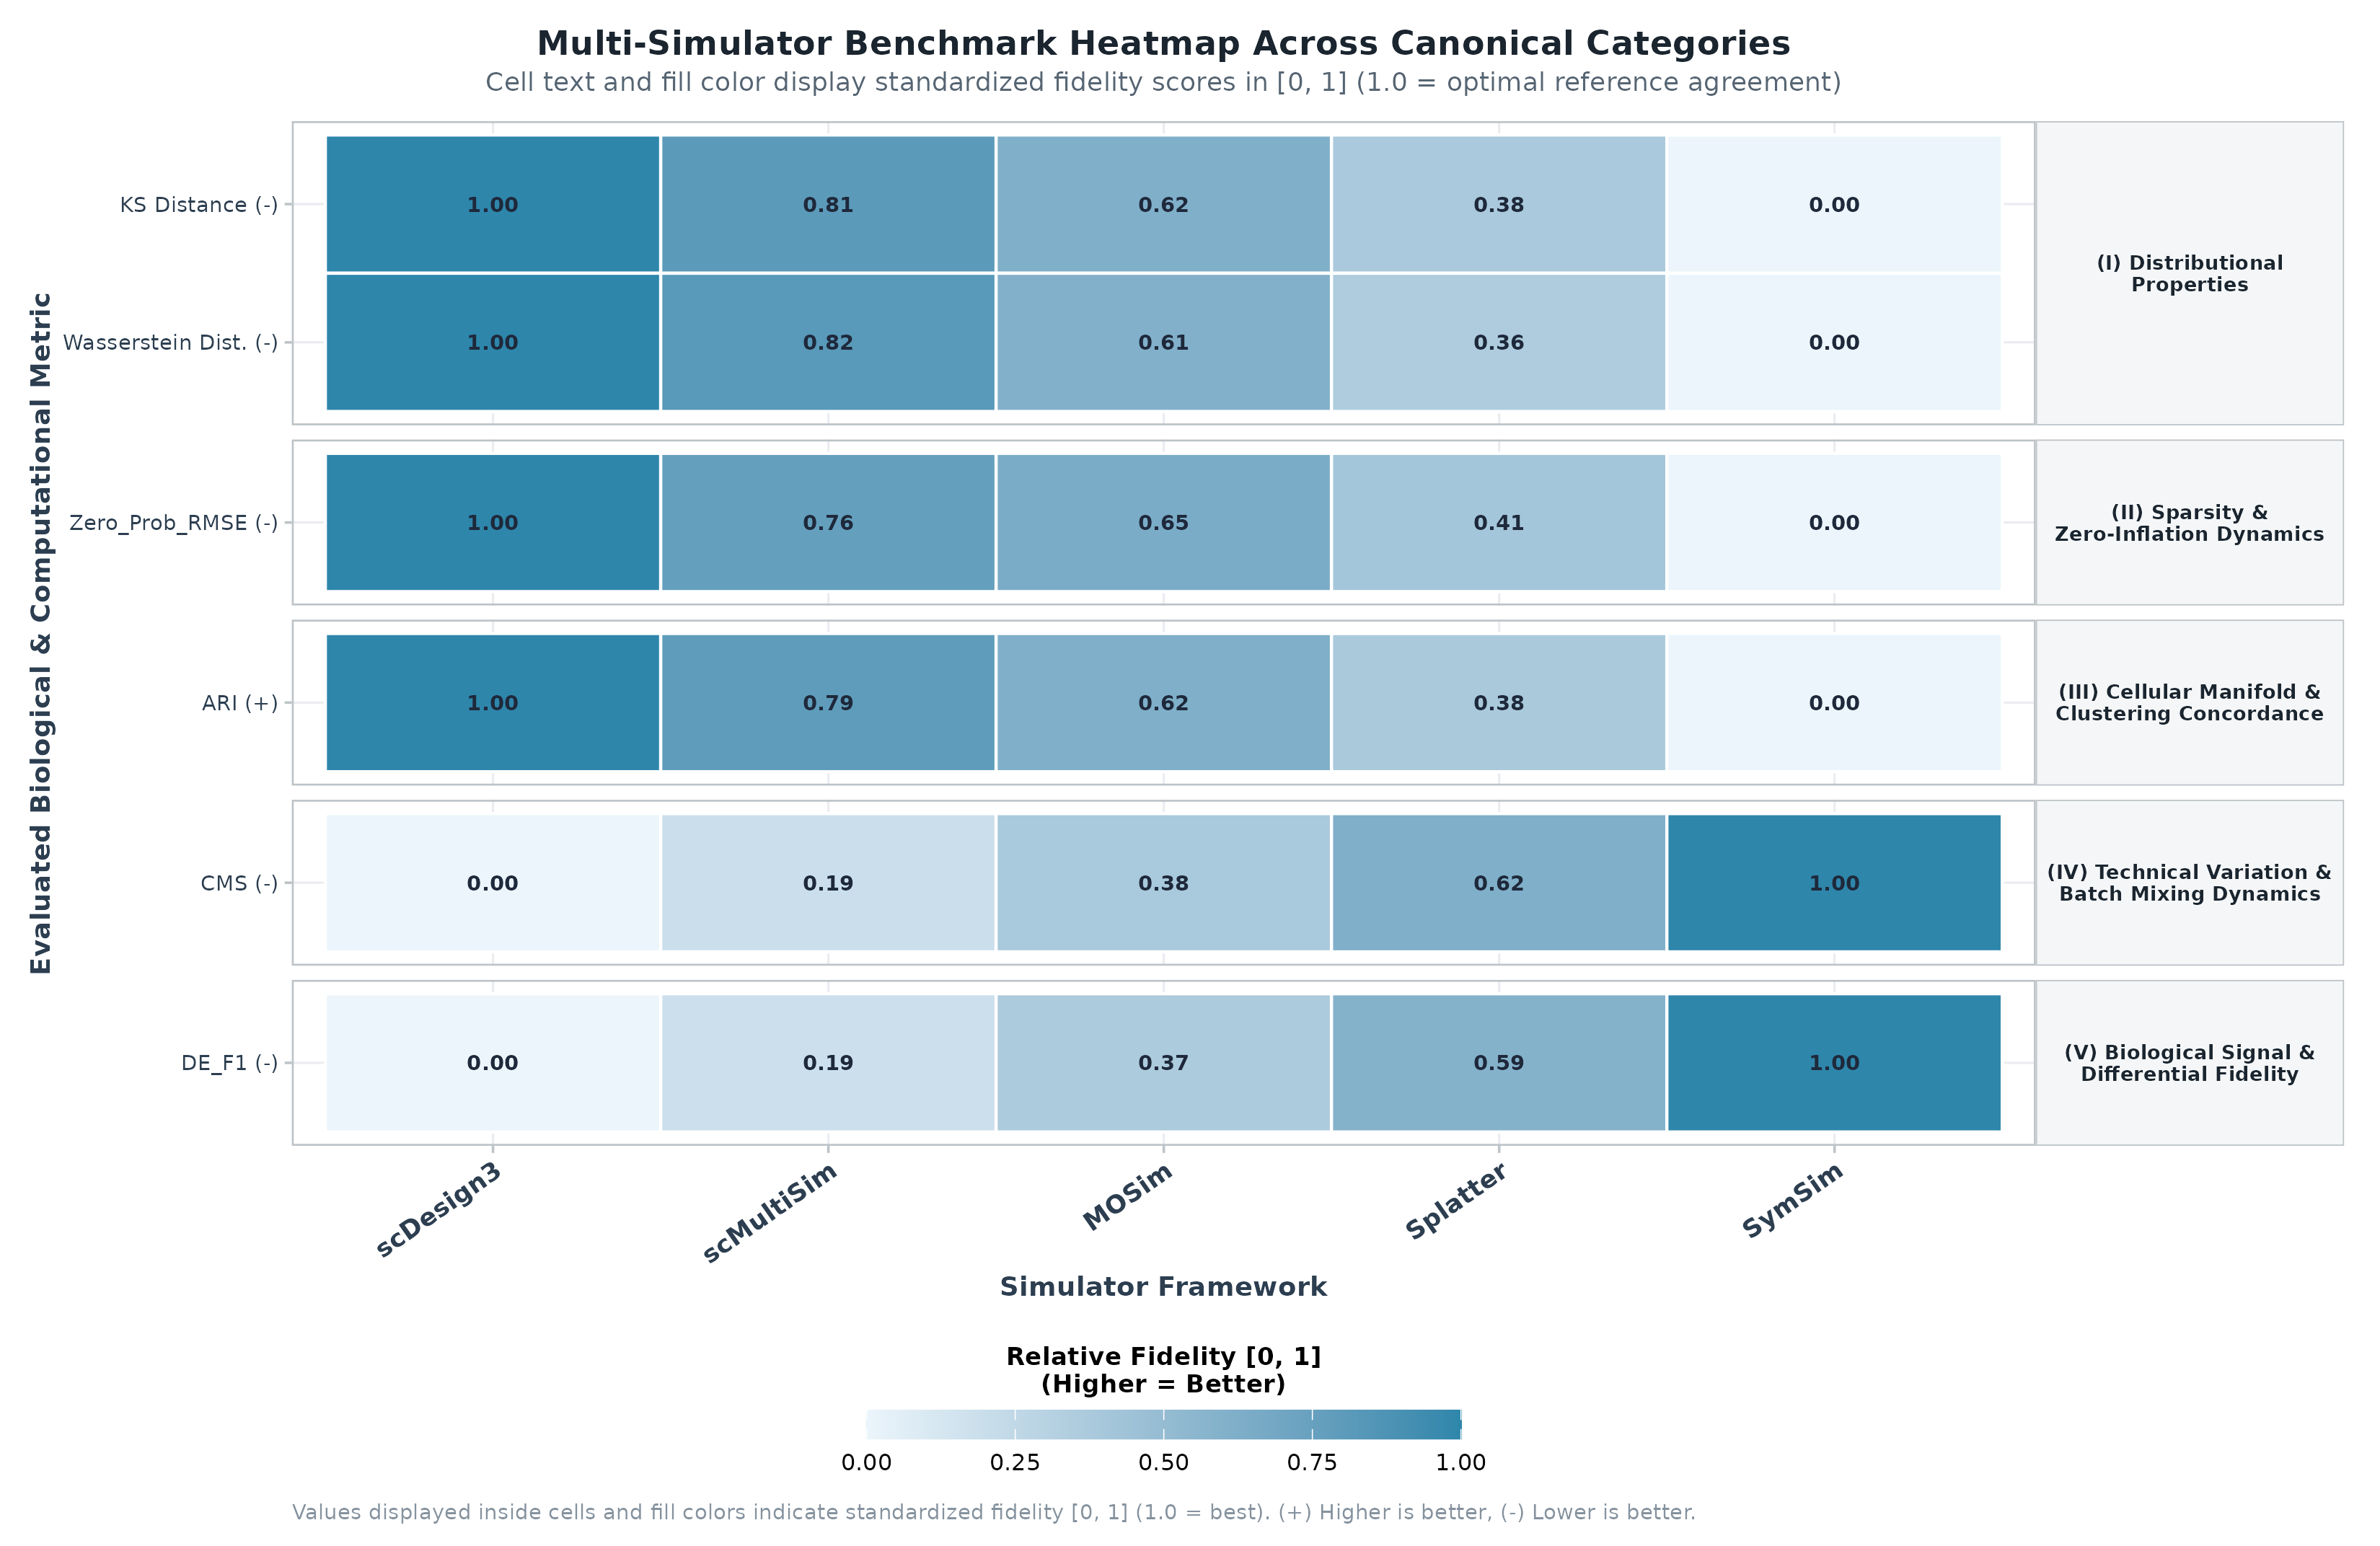 Multi-Simulator Benchmark Heatmap Across Canonical Categories
Cell text and fill color display standardized fidelity scores in [0, 1] (1.0 = optimal reference agreement)
Evaluated Biological & Computational Metric
KS Distance (-) 1.00 0.81 0.62 0.38 0.00
Wasserstein Dist. (-) 1.00 0.82 0.61 0.36 0.00
(I) Distributional
Properties
Zero_Prob_RMSE (-) 1.00 0.76 0.65 0.41 0.00
(II) Sparsity &
Zero-Inflation Dynamics
ARI (+) 1.00 0.79 0.62 0.38 0.00
(III) Cellular Manifold &
Clustering Concordance
CMS (-) 0.00 0.19 0.38 0.62 1.00
(IV) Technical Variation &
Batch Mixing Dynamics
DE_F1 (-) 0.00 0.19 0.37 0.59 1.00
(V) Biological Signal &
Differential Fidelity
scDesign3 scMultiSim MOSim Splatter SymSim
Simulator Framework
Relative Fidelity [0, 1]
(Higher = Better)
0.00 0.25 0.50 0.75 1.00
Values displayed inside cells and fill colors indicate standardized fidelity [0, 1] (1.0 = best). (+) Higher is better, (-) Lower is better.